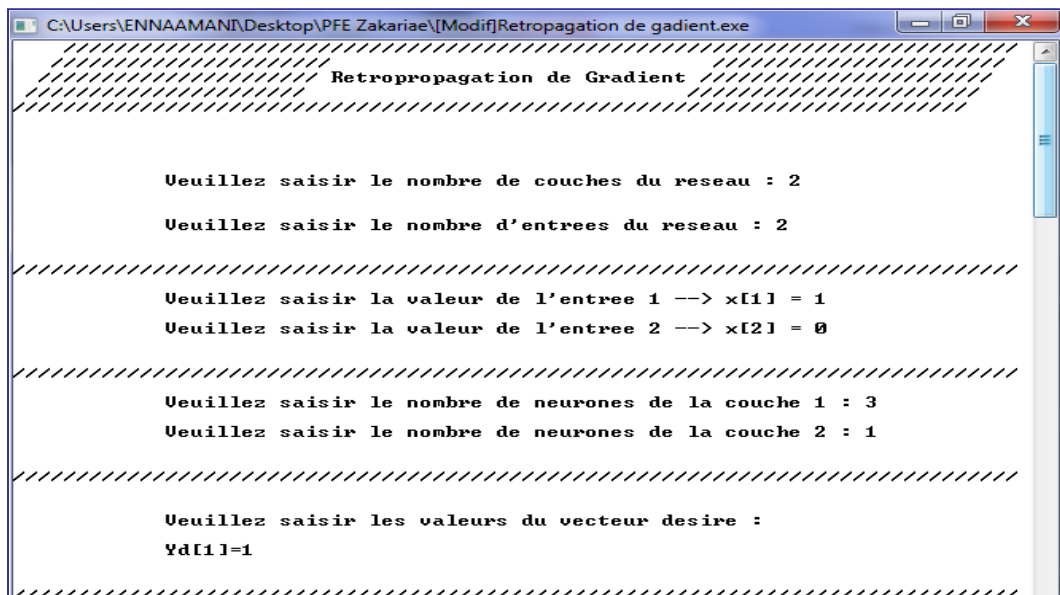 C:\Users\ENNAAMANI\Desktop\PFE Zakariae\[Modif]Retropagation de gadient.exe
Retropropagation de Gradient
Veuillez saisir le nombre de couches du reseau : 2
Veuillez saisir le nombre d'entrees du reseau : 2
Veuillez saisir la valeur de l'entree 1 --> x[1] = 1
Veuillez saisir la valeur de l'entree 2 --> x[2] = 0
Veuillez saisir le nombre de neurones de la couche 1 : 3
Veuillez saisir le nombre de neurones de la couche 2 : 1
Veuillez saisir les valeurs du vecteur desire :
Yd[1]=1